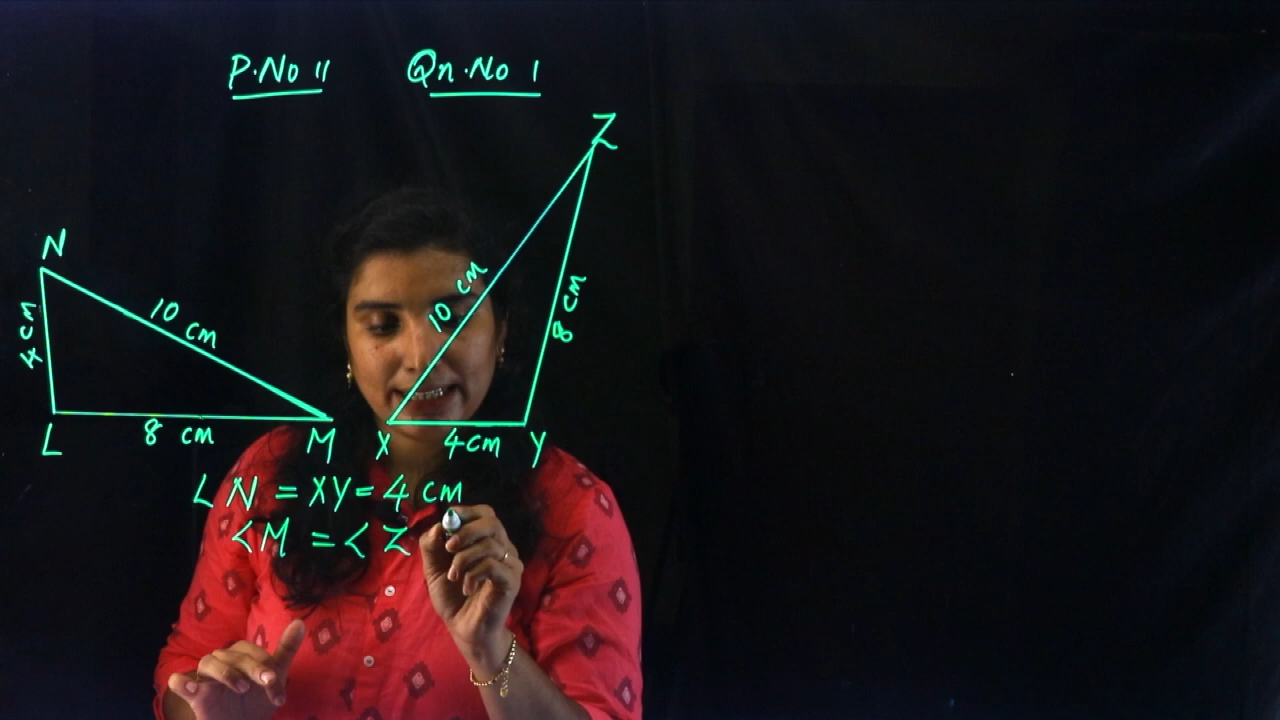 P.No 11 Qn.No 1
Z
N
10 cm
10 cm
4 cm
8 cm
L
8 cm
M
X
4cm
Y
LN = XY = 4 cm
<M = <Z